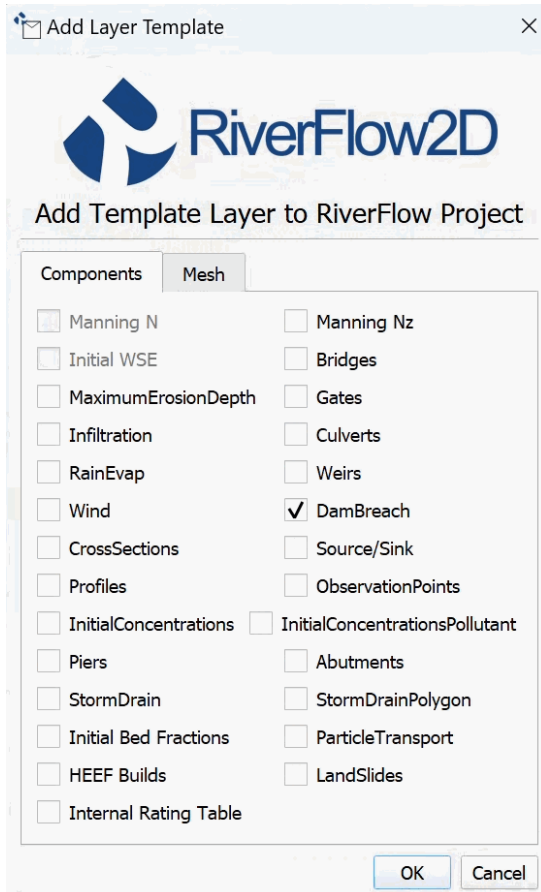 Add Layer Template
RiverFlow2D
Add Template Layer to RiverFlow Project
Components Mesh
Manning N Manning Nz
Initial WSE Bridges
MaximumErosionDepth Gates
Infiltration Culverts
RainEvap Weirs
Wind DamBreach
CrossSections Source/Sink
Profiles ObservationPoints
InitialConcentrations InitialConcentrationsPollutant
Piers Abutments
StormDrain StormDrainPolygon
Initial Bed Fractions ParticleTransport
HEEF Builds LandSlides
Internal Rating Table
OK Cancel